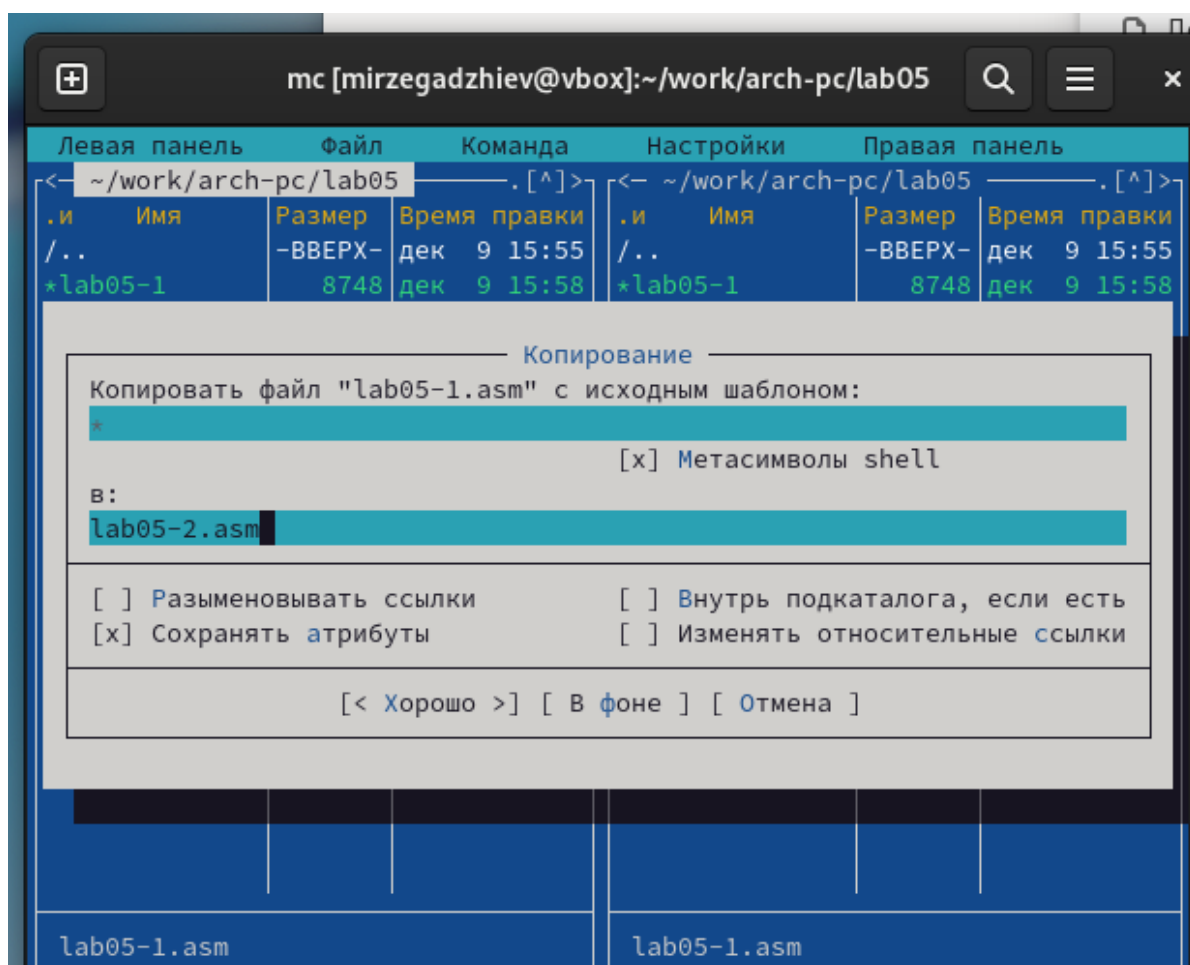 mc [mirzegadzhiev@vbox]:~/work/arch-pc/lab05 ×
Левая панель Файл Команда Настройки Правая панель
<— ~/work/arch-pc/lab05 .[^]> <— ~/work/arch-pc/lab05 .[^]>
.и Имя Размер Время правки .и Имя Размер Время правки
/.. -ВВЕРХ- дек 9 15:55 /.. -ВВЕРХ- дек 9 15:55
*lab05-1 8748 дек 9 15:58 *lab05-1 8748 дек 9 15:58
Копирование
Копировать файл "lab05-1.asm" с исходным шаблоном:
*
[x] Метасимволы shell
в:
lab05-2.asm
[ ] Разыменовывать ссылки [ ] Внутрь подкаталога, если есть
[x] Сохранять атрибуты [ ] Изменять относительные ссылки
[< Хорошо >] [ В фоне ] [ Отмена ]
lab05-1.asm lab05-1.asm